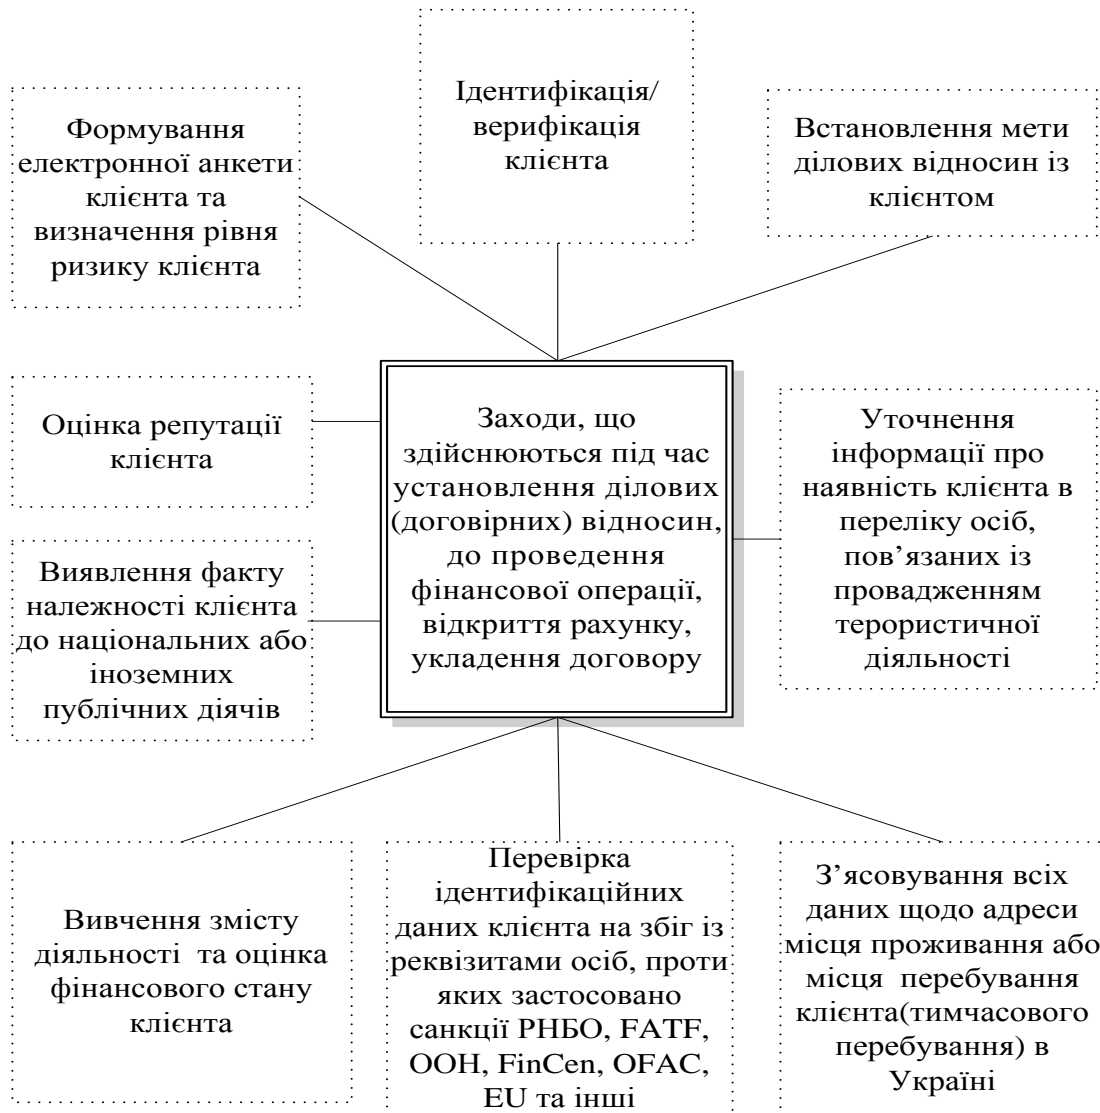 Формування
електронної анкети
клієнта та
визначення рівня
ризику клієнта
Ідентифікація/
верифікація
клієнта
Встановлення мети
ділових відносин із
клієнтом
Оцінка репутації
клієнта
Виявлення факту
належності клієнта
до національних або
іноземних
публічних діячів
Заходи, що
здійснюються під час
установлення ділових
(договірних) відносин,
до проведення
фінансової операції,
відкриття рахунку,
укладення договору
Уточнення
інформації про
наявність клієнта в
переліку осіб,
пов’язаних із
провадженням
терористичної
діяльності
Вивчення змісту
діяльності та оцінка
фінансового стану
клієнта
Перевірка
ідентифікаційних
даних клієнта на збіг із
реквізитами осіб, проти
яких застосовано
санкції РНБО, FATF,
ООН, FinCen, OFAC,
EU та інші
З’ясовування всіх
даних щодо адреси
місця проживання або
місця перебування
клієнта(тимчасового
перебування) в
Україні